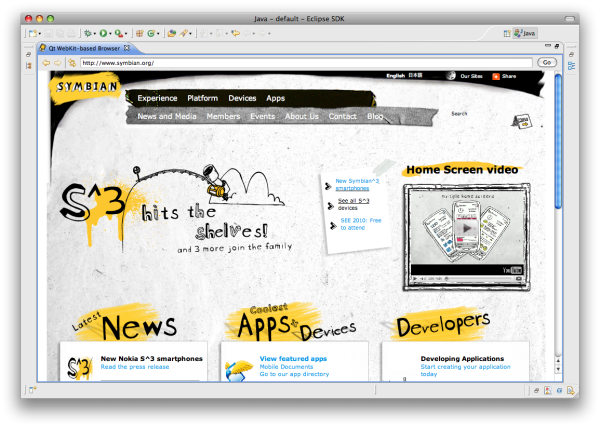 Java – default – Eclipse SDK
Java
Qt WebKit-based Browser
http://www.symbian.org/
Go
SYMBIAN
English 日本語 Our Sites Share
Experience Platform Devices Apps
News and Media Members Events About Us Contact Blog
Search
S^3
hits the
shelves!
and 3 more join the family
New Symbian^3
smartphones
See all S^3
devices
SEE 2010: Free
to attend
Home Screen video
You Tube
Latest News
Coolest
Apps & Devices
Developers
S^3
New Nokia S^3 smartphones
Read the press release
View featured apps
Mobile Documents
Go to our app directory
Developing Applications
Start creating your application
today